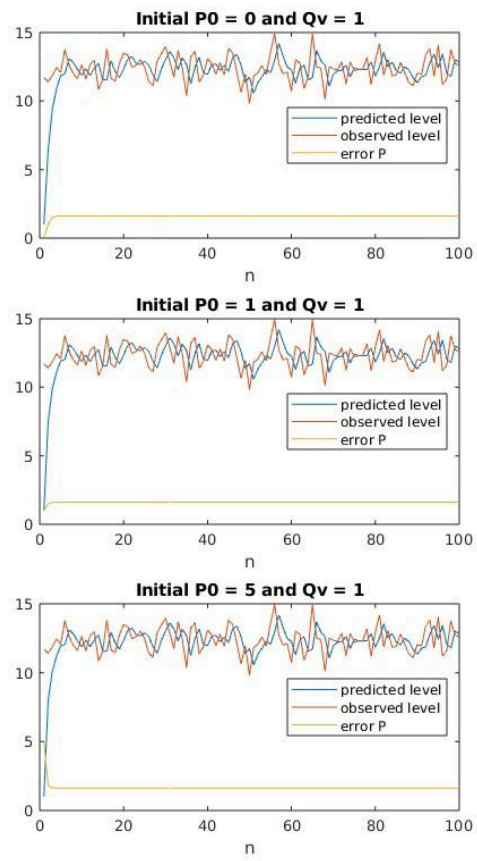 Initial P0 = 0 and Qv = 1
15
10
5
0
predicted level
observed level
error P
0 20 40 60 80 100
n
Initial P0 = 1 and Qv = 1
15
10
5
0
predicted level
observed level
error P
0 20 40 60 80 100
n
Initial P0 = 5 and Qv = 1
15
10
5
0
predicted level
observed level
error P
0 20 40 60 80 100
n